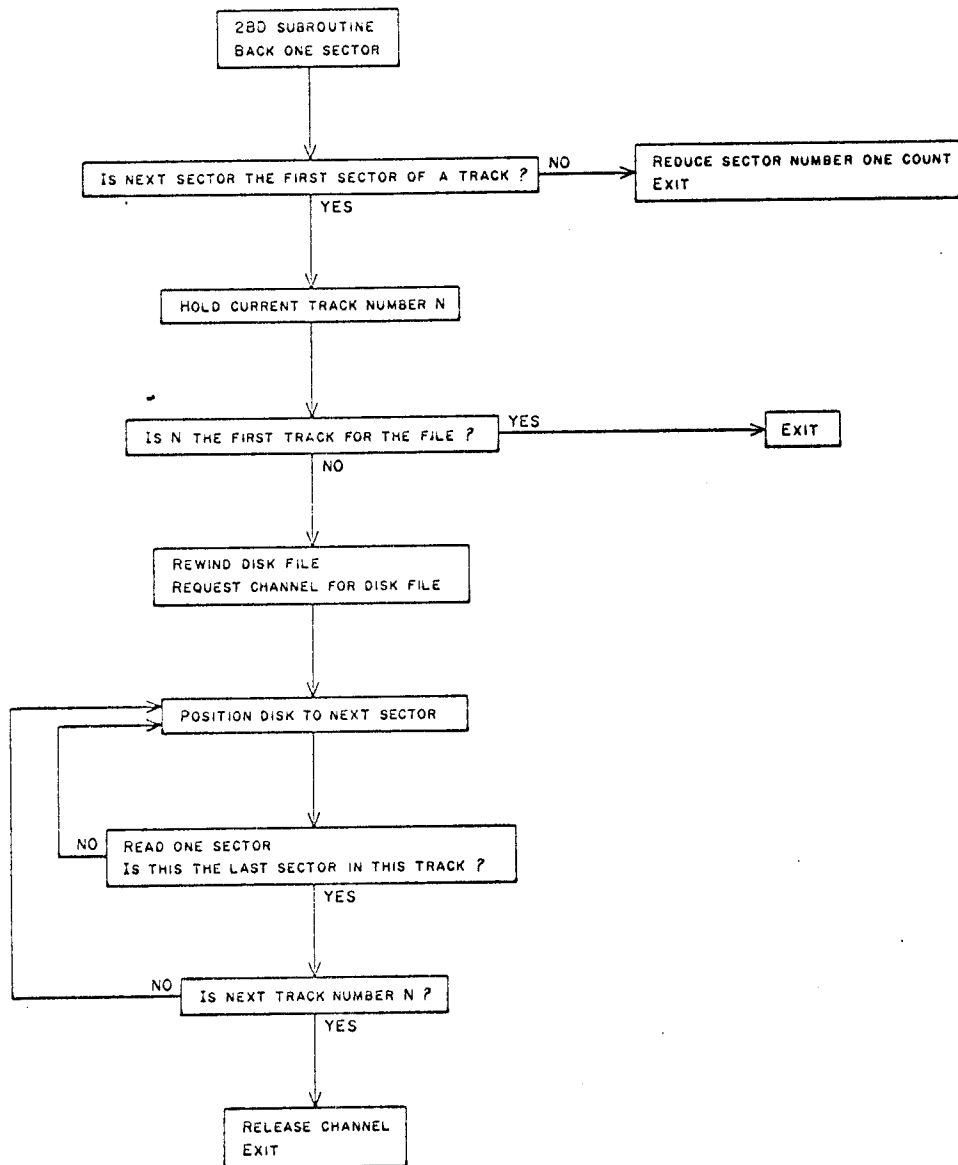 2BD SUBROUTINE
BACK ONE SECTOR
IS NEXT SECTOR THE FIRST SECTOR OF A TRACK ?
NO
REDUCE SECTOR NUMBER ONE COUNT
EXIT
YES
HOLD CURRENT TRACK NUMBER N
IS N THE FIRST TRACK FOR THE FILE ?
YES
EXIT
NO
REWIND DISK FILE
REQUEST CHANNEL FOR DISK FILE
POSITION DISK TO NEXT SECTOR
NO
READ ONE SECTOR
IS THIS THE LAST SECTOR IN THIS TRACK ?
YES
NO
IS NEXT TRACK NUMBER N ?
YES
RELEASE CHANNEL
EXIT